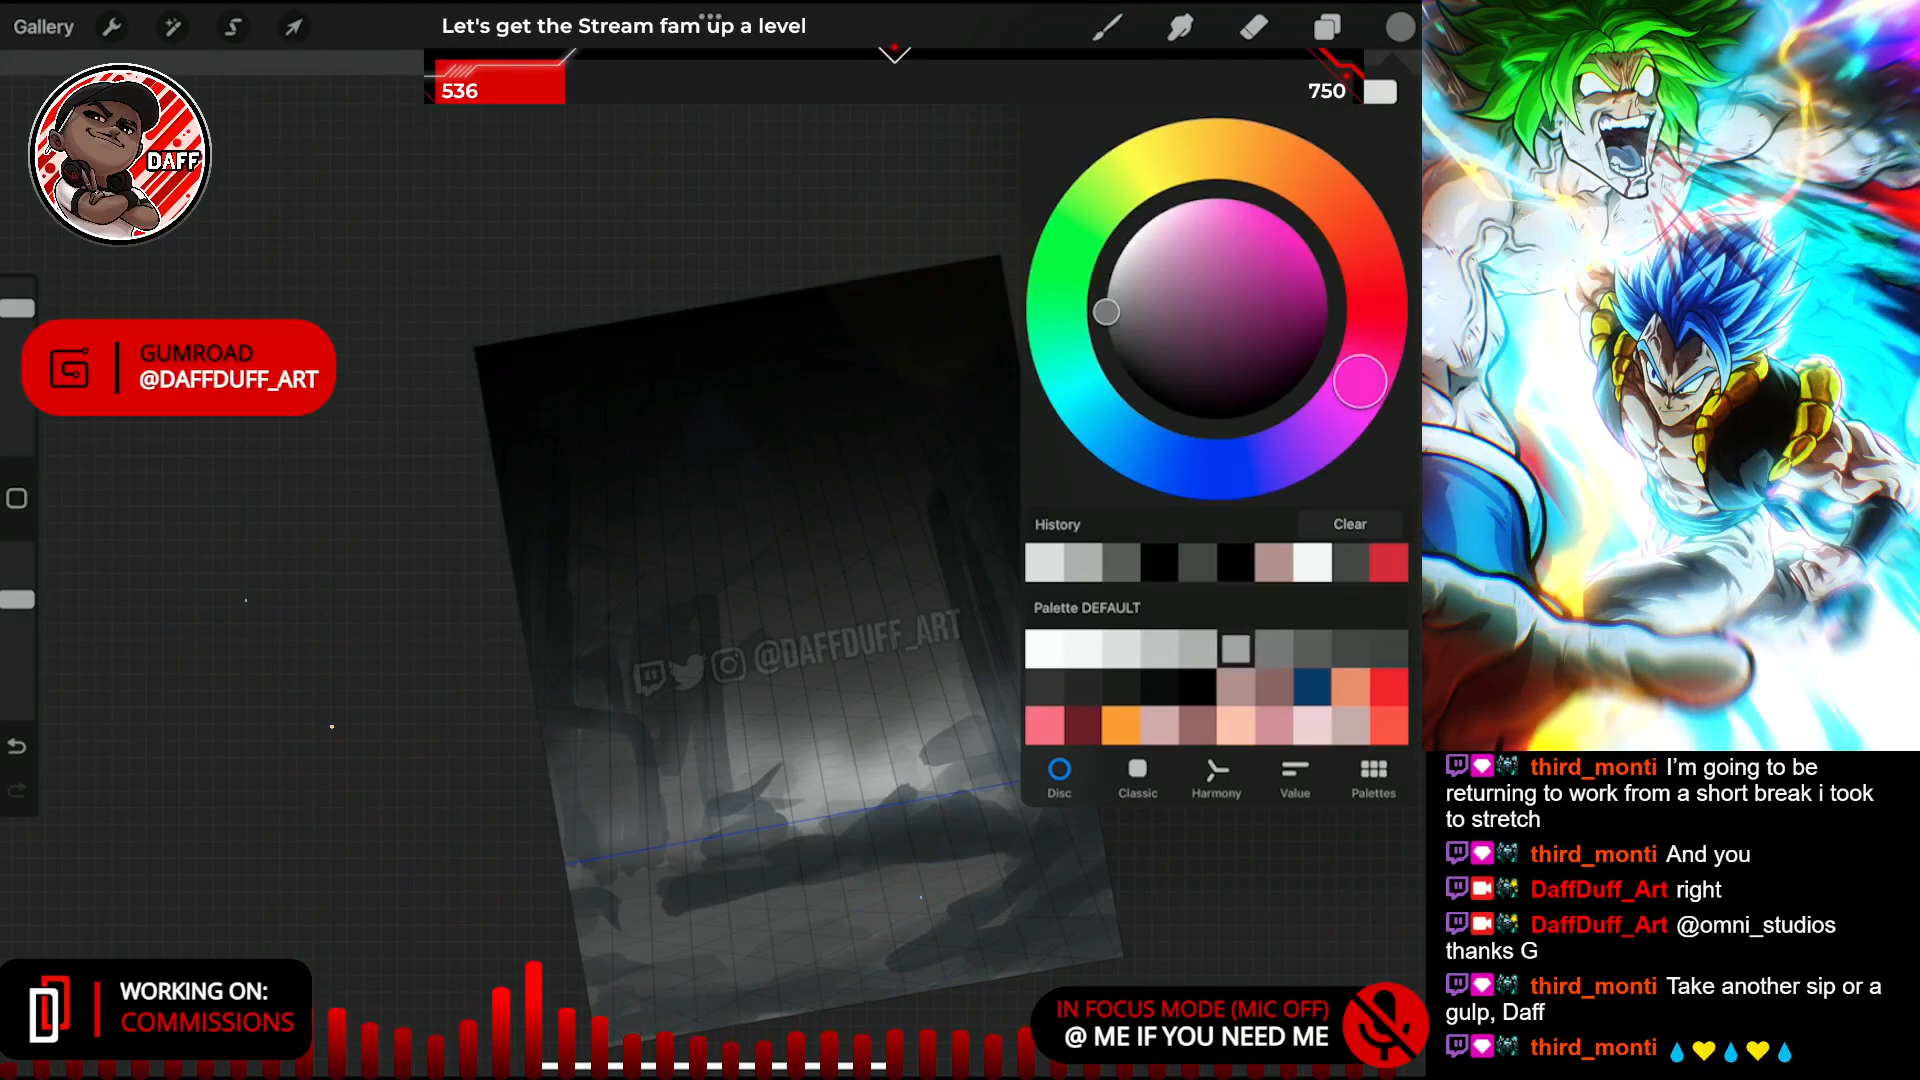 Gallery
Let's get the Stream fam up a level
536
750
DAFF
GUMROAD
@DAFFDUFF_ART
@DAFFDUFF_ART
History
Clear
Palette DEFAULT
Disc
Classic
Harmony
Value
Palettes
WORKING ON:
COMMISSIONS
IN FOCUS MODE (MIC OFF)
@ ME IF YOU NEED ME
third_monti I'm going to be
returning to work from a short break i took
to stretch
third_monti And you
DaffDuff_Art right
DaffDuff_Art @omni_studios
thanks G
third_monti Take another sip or a
gulp, Daff
third_monti 💧💛💧💛💧